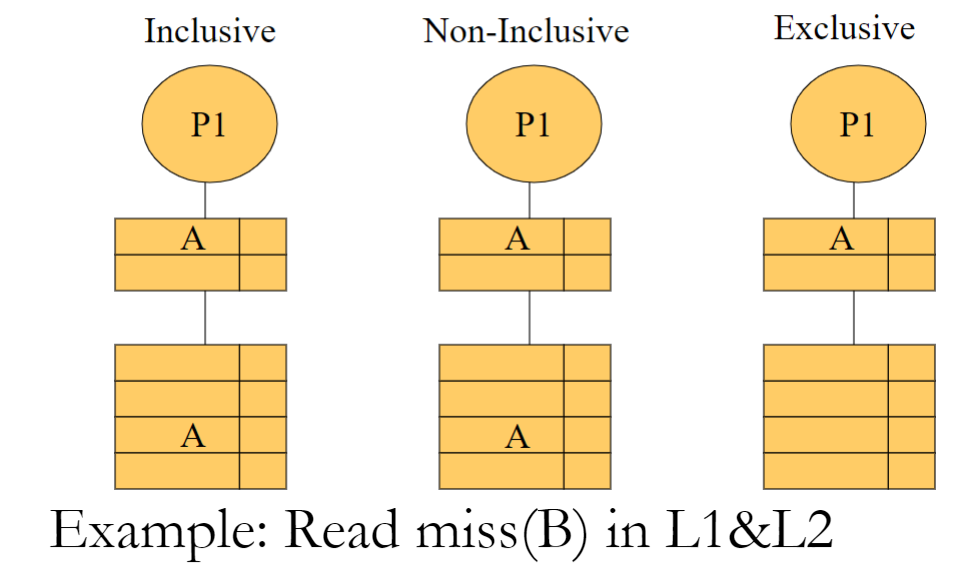 Inclusive Non-Inclusive Exclusive
P1 P1 P1
A A A
A A
Example: Read miss(B) in L1&L2